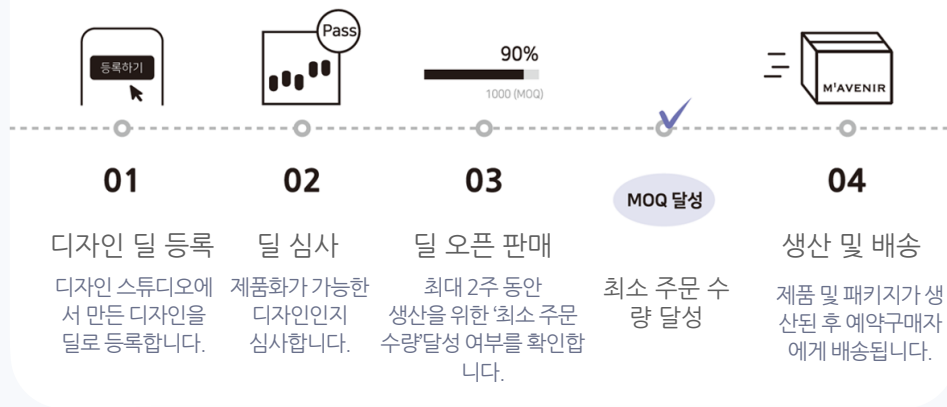 등록하기
Pass
90%
1000 (MOQ)
M'AVENIR
01
02
03
MOQ 달성
04
디자인 딜 등록
딜 심사
딜 오픈 판매
생산 및 배송
디자인 스튜디오에
서 만든 디자인을
딜로 등록합니다.
제품화가 가능한
디자인인지
심사합니다.
최대 2주 동안
생산을 위한 ‘최소 주문
수량’달성 여부를 확인합
니다.
최소 주문 수
량 달성
제품 및 패키지가 생
산된 후 예약구매자
에게 배송됩니다.